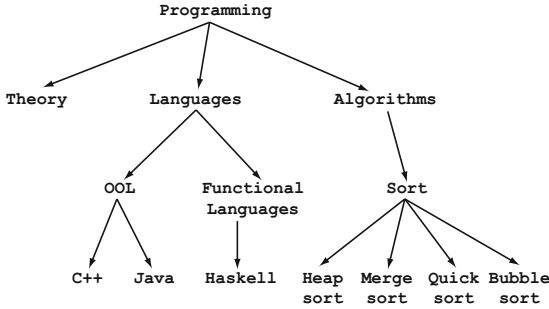 Programming
Theory Languages Algorithms
OOL Functional Sort
Languages
C++ Java Haskell Heap Merge Quick Bubble
sort sort sort sort